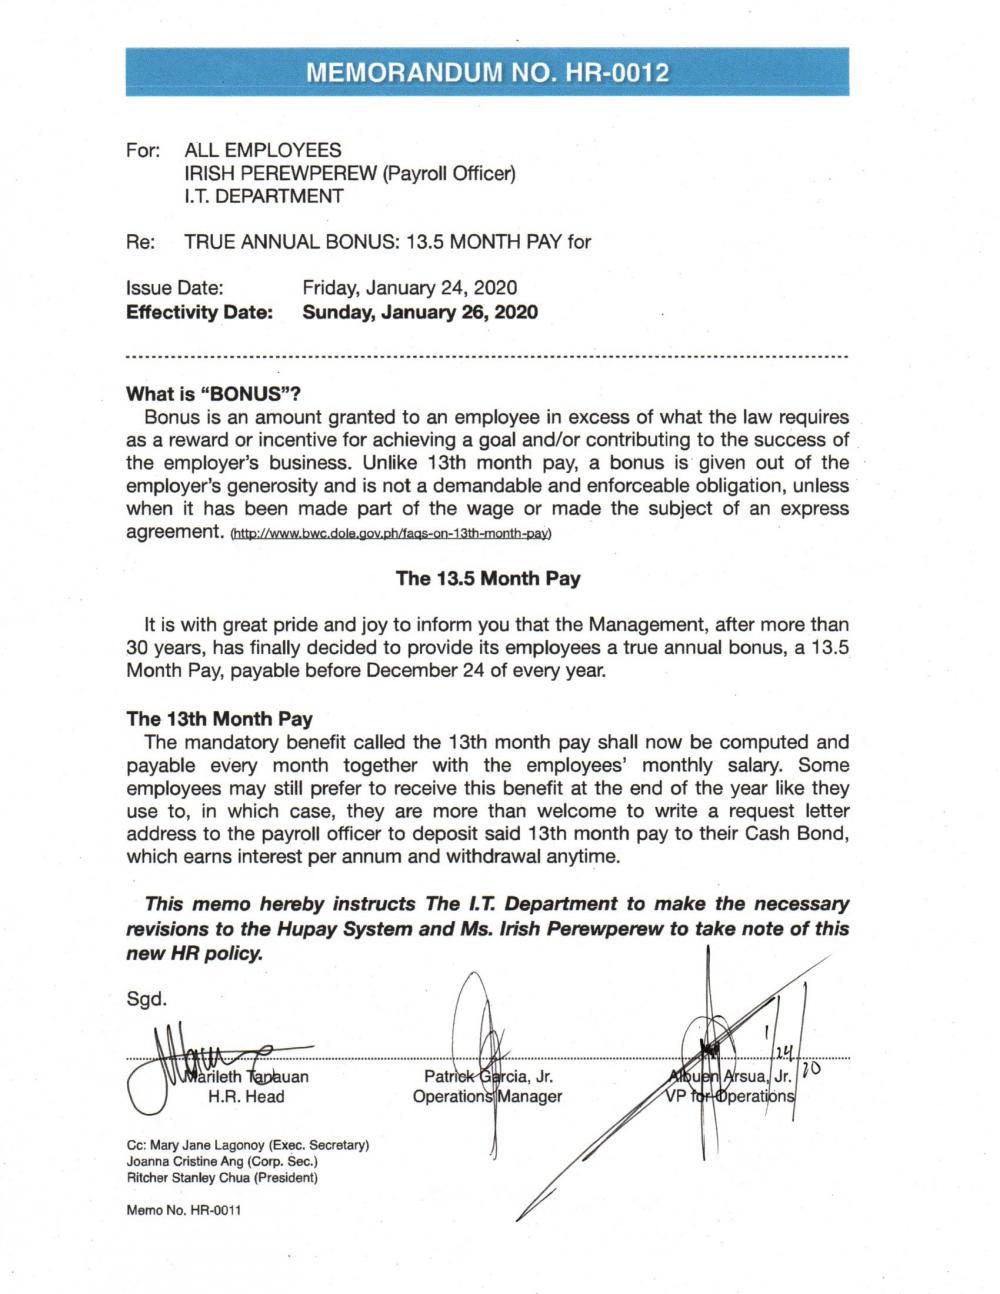 MEMORANDUM NO. HR-0012
For: ALL EMPLOYEES
IRISH PEREWPEREW (Payroll Officer)
I.T. DEPARTMENT
Re: TRUE ANNUAL BONUS: 13.5 MONTH PAY for
Issue Date: Friday, January 24, 2020
Effectivity Date: Sunday, January 26, 2020
What is “BONUS”?
Bonus is an amount granted to an employee in excess of what the law requires
as a reward or incentive for achieving a goal and/or contributing to the success of
the employer’s business. Unlike 13th month pay, a bonus is given out of the
employer’s generosity and is not a demandable and enforceable obligation, unless
when it has been made part of the wage or made the subject of an express
agreement. (http://www.bwc.dole.gov.ph/faqs-on-13th-month-pay)
The 13.5 Month Pay
It is with great pride and joy to inform you that the Management, after more than
30 years, has finally decided to provide its employees a true annual bonus, a 13.5
Month Pay, payable before December 24 of every year.
The 13th Month Pay
The mandatory benefit called the 13th month pay shall now be computed and
payable every month together with the employees’ monthly salary. Some
employees may still prefer to receive this benefit at the end of the year like they
use to, in which case, they are more than welcome to write a request letter
address to the payroll officer to deposit said 13th month pay to their Cash Bond,
which earns interest per annum and withdrawal anytime.
This memo hereby instructs The I.T. Department to make the necessary
revisions to the Hupay System and Ms. Irish Perewperew to take note of this
new HR policy.
Sgd.
1/24/20
Marileth Tapauan Patrick Garcia, Jr. Albuen Arsua, Jr.
H.R. Head Operations Manager VP for Operations
Cc: Mary Jane Lagonoy (Exec. Secretary)
Joanna Cristine Ang (Corp. Sec.)
Ritcher Stanley Chua (President)
Memo No. HR-0011